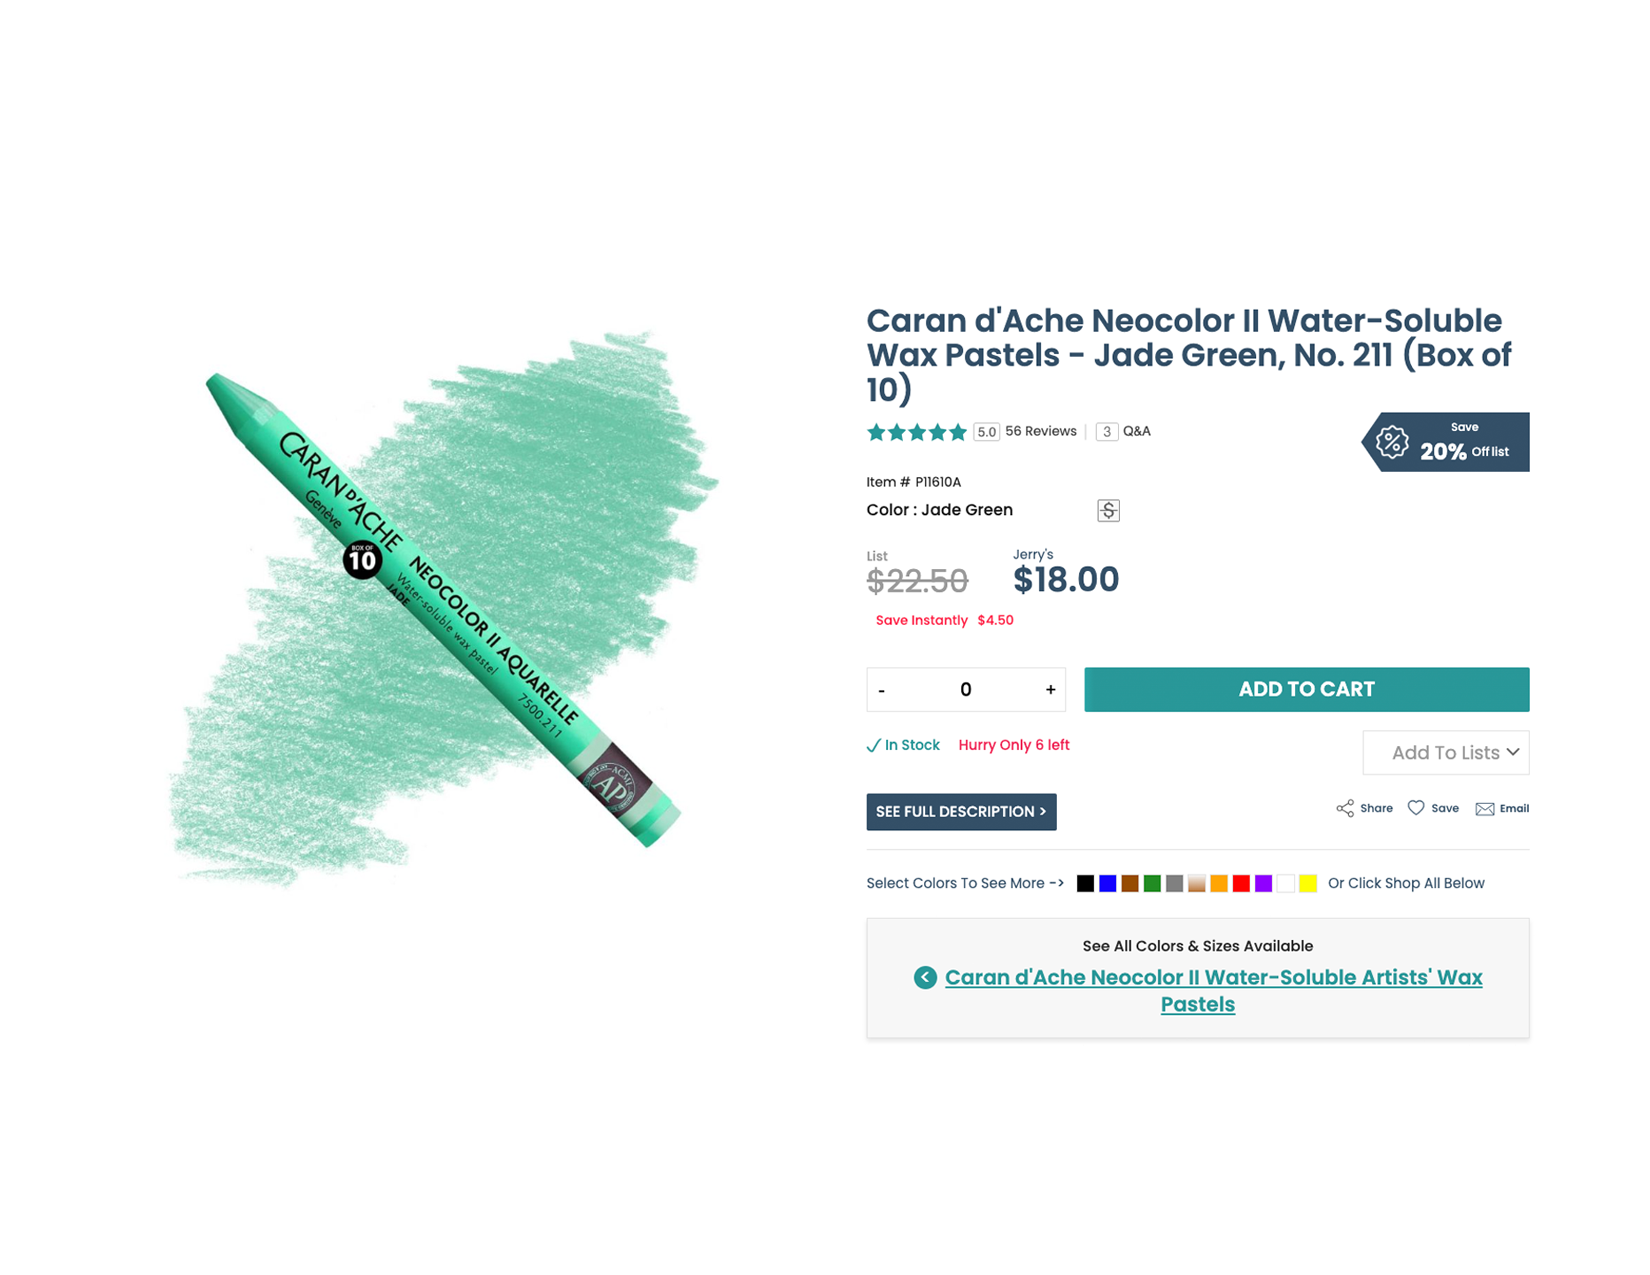 CARAN D'ACHE
Genève
BOX OF
10
NEOCOLOR II AQUARELLE
Water-soluble wax pastel
JADE
7500.211
ACMI
AP
Caran d'Ache Neocolor II Water-Soluble
Wax Pastels - Jade Green, No. 211 (Box of
10)
5.0 56 Reviews 3 Q&A
Save
20% Off list
Item # P11610A
Color : Jade Green
List
$22.50
Jerry's
$18.00
Save Instantly $4.50
- 0 +
ADD TO CART
In Stock Hurry Only 6 left
Add To Lists
SEE FULL DESCRIPTION >
Share Save Email
Select Colors To See More -> Or Click Shop All Below
See All Colors & Sizes Available
Caran d'Ache Neocolor II Water-Soluble Artists' Wax
Pastels